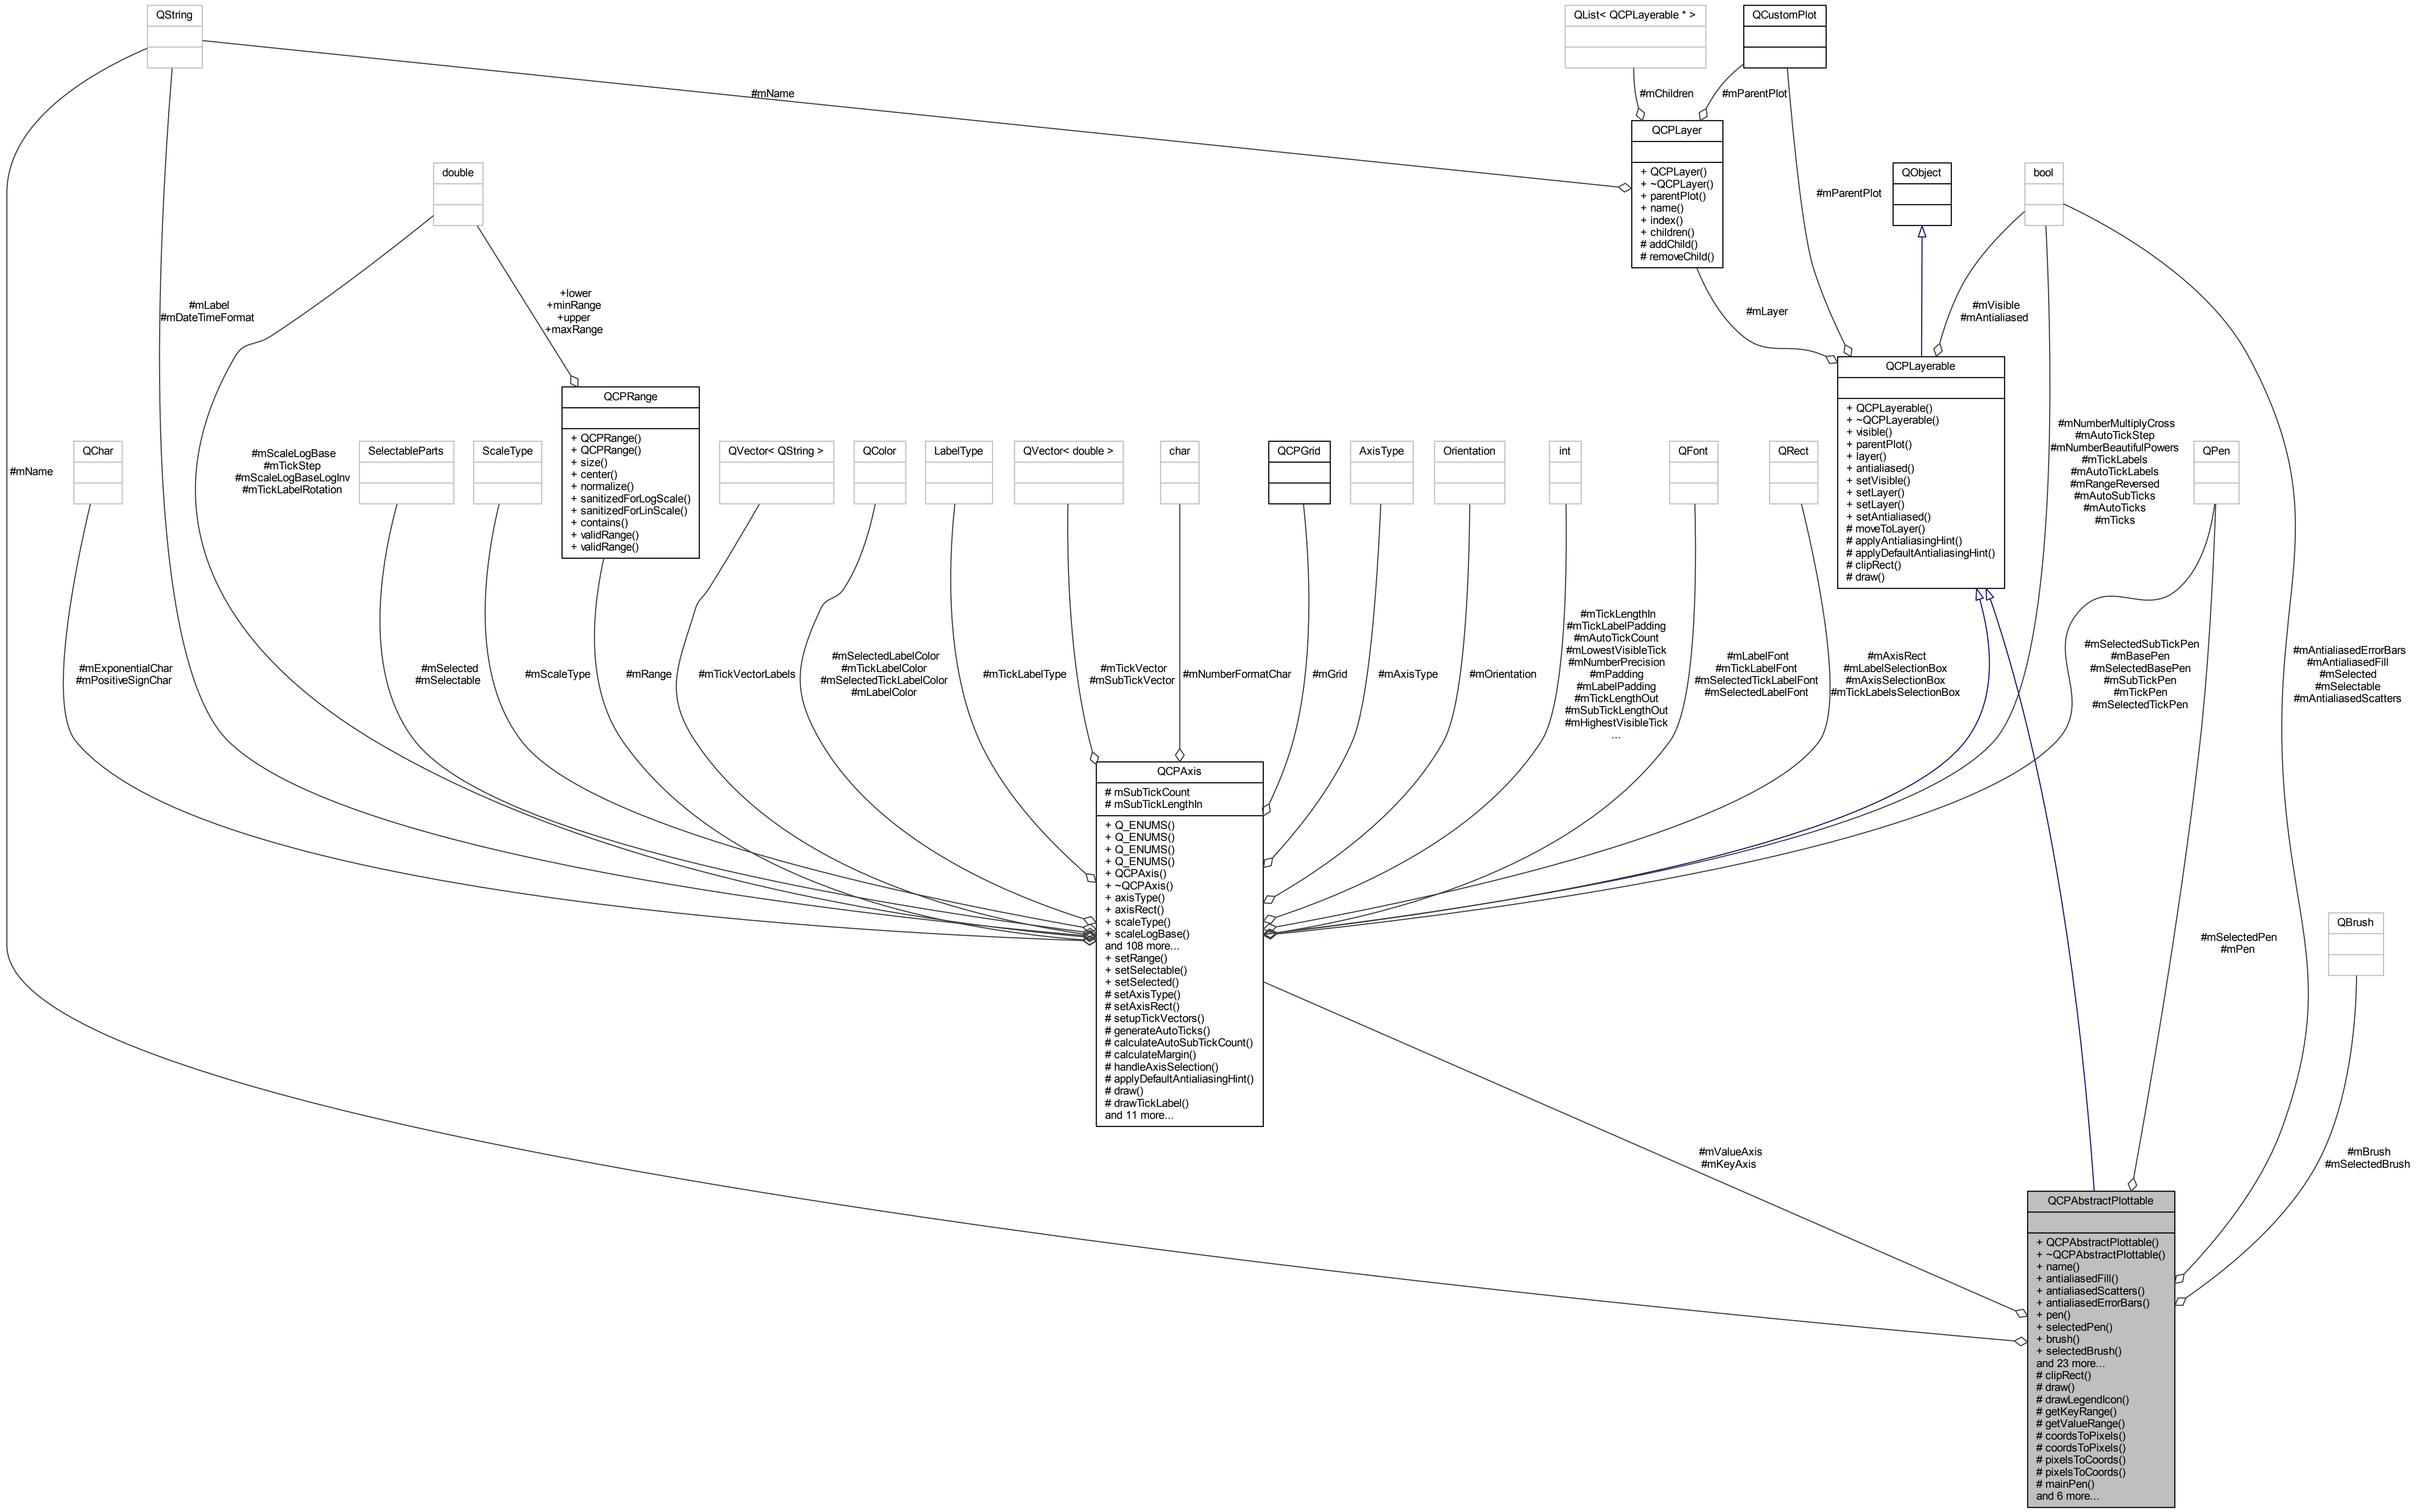 QString
QList< QCPLayerable * >
QCustomPlot
#mName
#mChildren
#mParentPlot
QCPLayer
+ QCPLayer()
+ ~QCPLayer()
+ parentPlot()
+ name()
+ index()
+ children()
# addChild()
# removeChild()
double
QObject
bool
#mParentPlot
#mLabel
#mDateTimeFormat
+lower
+minRange
+upper
+maxRange
#mLayer
#mVisible
#mAntialiased
QCPRange
+ QCPRange()
+ QCPRange()
+ size()
+ center()
+ normalize()
+ sanitizedForLogScale()
+ sanitizedForLinScale()
+ contains()
+ validRange()
+ validRange()
QCPLayerable
+ QCPLayerable()
+ ~QCPLayerable()
+ visible()
+ parentPlot()
+ layer()
+ antialiased()
+ setVisible()
+ setLayer()
+ setLayer()
+ setAntialiased()
# moveToLayer()
# applyAntialiasingHint()
# applyDefaultAntialiasingHint()
# clipRect()
# draw()
#mName
QChar
#mScaleLogBase
#mTickStep
#mScaleLogBaseLogInv
#mTickLabelRotation
SelectableParts
ScaleType
QVector< QString >
QColor
LabelType
QVector< double >
char
QCPGrid
AxisType
Orientation
int
QFont
QRect
#mNumberMultiplyCross
#mAutoTickStep
#mNumberBeautifulPowers
#mTickLabels
#mAutoTickLabels
#mRangeReversed
#mAutoSubTicks
#mAutoTicks
#mTicks
QPen
#mExponentialChar
#mPositiveSignChar
#mSelected
#mSelectable
#mScaleType
#mRange
#mTickVectorLabels
#mSelectedLabelColor
#mTickLabelColor
#mSelectedTickLabelColor
#mLabelColor
#mTickLabelType
#mTickVector
#mSubTickVector
#mNumberFormatChar
#mGrid
#mAxisType
#mOrientation
#mTickLengthIn
#mTickLabelPadding
#mAutoTickCount
#mLowestVisibleTick
#mNumberPrecision
#mPadding
#mLabelPadding
#mTickLengthOut
#mSubTickLengthOut
#mHighestVisibleTick
...
#mLabelFont
#mTickLabelFont
#mSelectedTickLabelFont
#mSelectedLabelFont
#mAxisRect
#mLabelSelectionBox
#mAxisSelectionBox
#mTickLabelsSelectionBox
#mSelectedSubTickPen
#mBasePen
#mSelectedBasePen
#mSubTickPen
#mTickPen
#mSelectedTickPen
#mAntialiasedErrorBars
#mAntialiasedFill
#mSelected
#mSelectable
#mAntialiasedScatters
QCPAxis
# mSubTickCount
# mSubTickLengthIn
+ Q_ENUMS()
+ Q_ENUMS()
+ Q_ENUMS()
+ Q_ENUMS()
+ QCPAxis()
+ ~QCPAxis()
+ axisType()
+ axisRect()
+ scaleType()
+ scaleLogBase()
and 108 more...
+ setRange()
+ setSelectable()
+ setSelected()
# setAxisType()
# setAxisRect()
# setupTickVectors()
# generateAutoTicks()
# calculateAutoSubTickCount()
# calculateMargin()
# handleAxisSelection()
# applyDefaultAntialiasingHint()
# draw()
# drawTickLabel()
and 11 more...
QBrush
#mSelectedPen
#mPen
#mValueAxis
#mKeyAxis
#mBrush
#mSelectedBrush
QCPAbstractPlottable
+ QCPAbstractPlottable()
+ ~QCPAbstractPlottable()
+ name()
+ antialiasedFill()
+ antialiasedScatters()
+ antialiasedErrorBars()
+ pen()
+ selectedPen()
+ brush()
+ selectedBrush()
and 23 more...
# clipRect()
# draw()
# drawLegendIcon()
# getKeyRange()
# getValueRange()
# coordsToPixels()
# coordsToPixels()
# pixelsToCoords()
# pixelsToCoords()
# mainPen()
and 6 more...